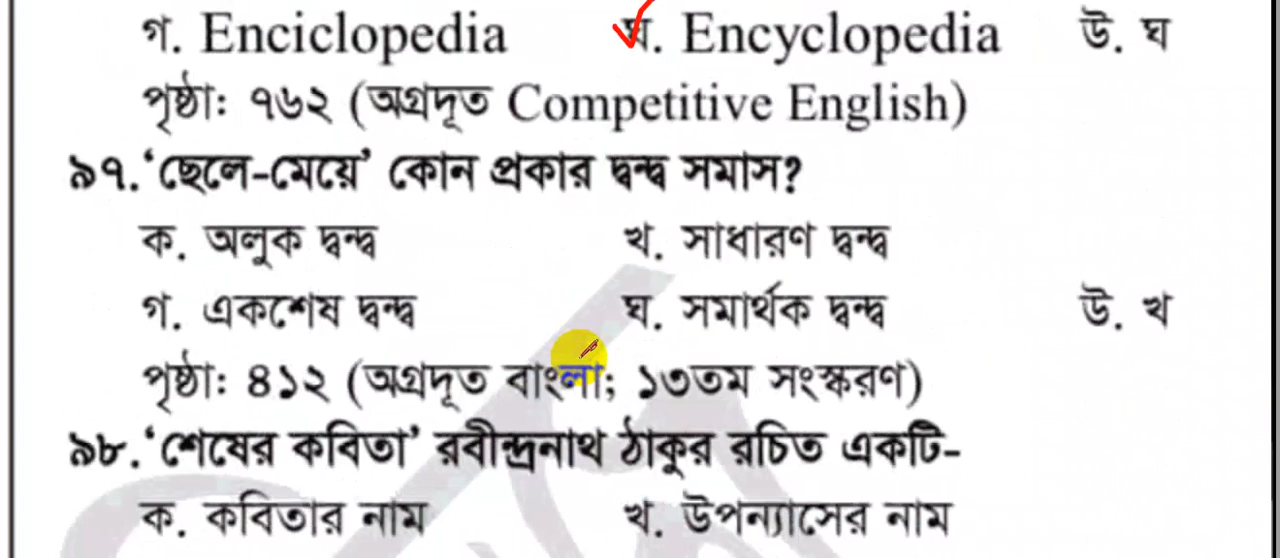 গ. Enciclopedia ঘ. Encyclopedia উ. ঘ
পৃষ্ঠা: ৭৬২ (অগ্রদূত Competitive English)
৯৭. ‘ছেলে-মেয়ে’ কোন প্রকার দ্বন্দ্ব সমাস?
ক. অলুক দ্বন্দ্ব খ. সাধারণ দ্বন্দ্ব
গ. একশেষ দ্বন্দ্ব ঘ. সমার্থক দ্বন্দ্ব উ. খ
পৃষ্ঠা: ৪১২ (অগ্রদূত বাংলা; ১৩তম সংস্করণ)
৯৮. ‘শেষের কবিতা’ রবীন্দ্রনাথ ঠাকুর রচিত একটি-
ক. কবিতার নাম খ. উপন্যাসের নাম